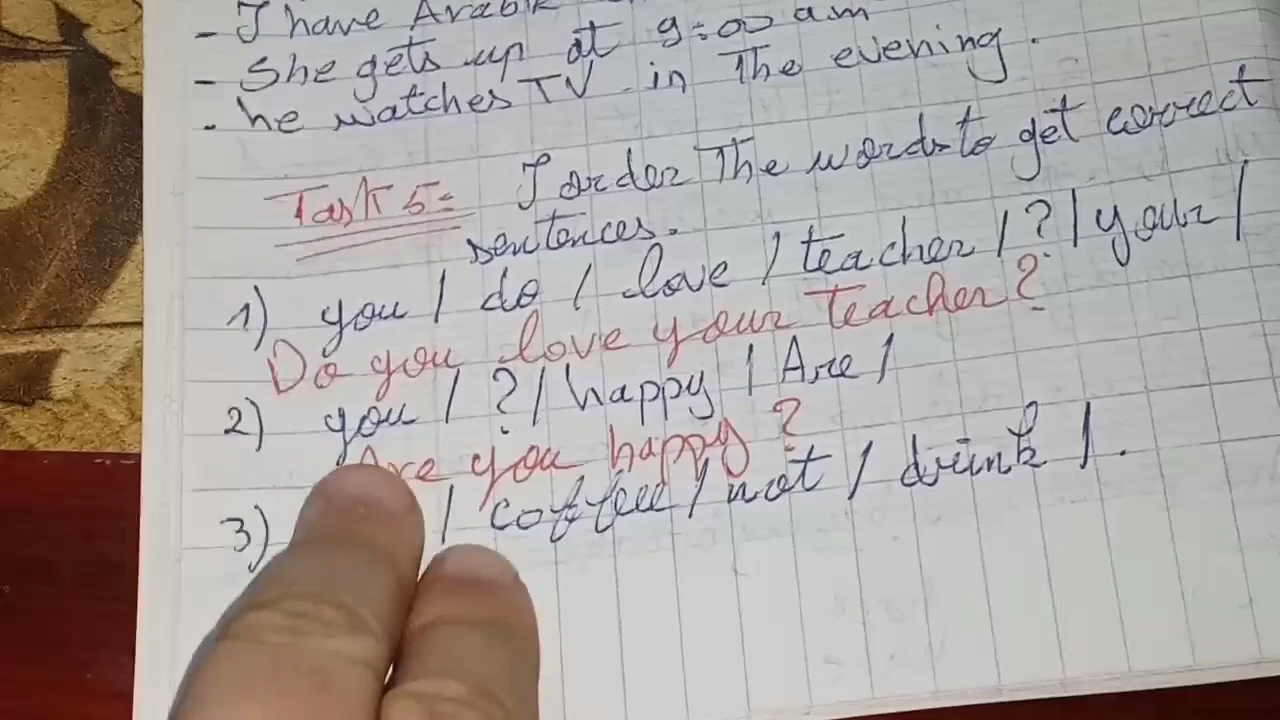 - I have Arabic
- She gets up at 9:00 am
- he watches TV in The evening.
Task 5= I order The words to get correct
sentences.
1) you / do / love / teacher / ? / your /
Do you love your teacher?
2) you / ? / happy / Are /
Are you happy?
3) / coffee / not / drink / .